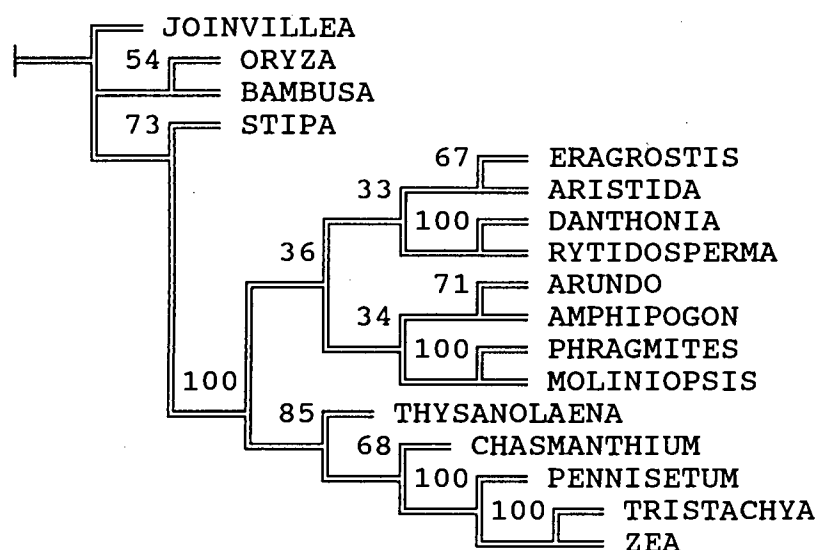 JOINVILLEA
54 ORYZA
BAMBUSA
73 STIPA
67 ERAGROSTIS
33 ARISTIDA
100 DANTHONIA
RYTIDOSPERMA
36
71 ARUNDO
34 AMPHIPOGON
100 PHRAGMITES
100 MOLINIOPSIS
85 THYSANOLAENA
68 CHASMANTHIUM
100 PENNISETUM
100 TRISTACHYA
ZEA